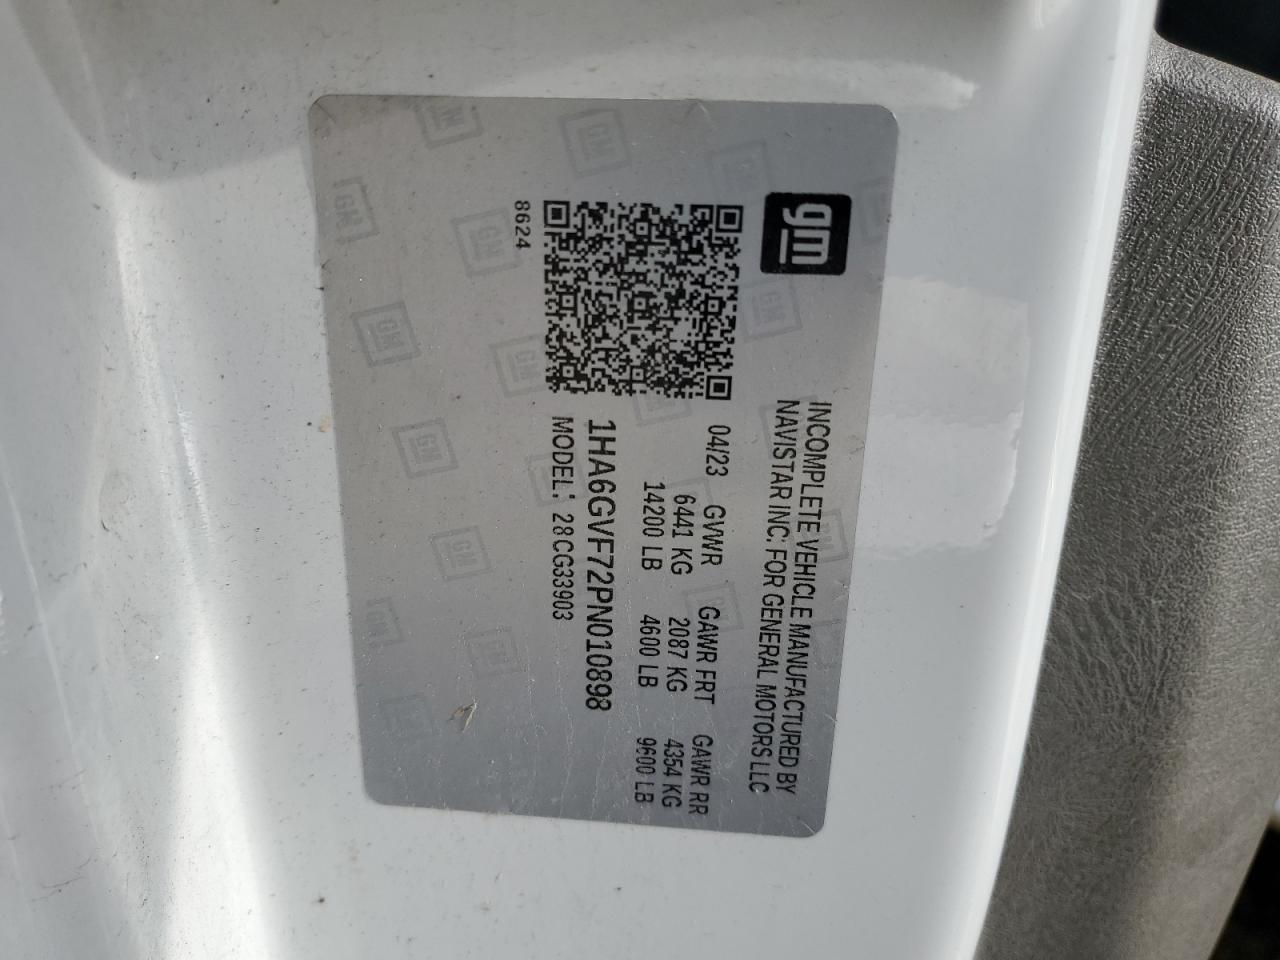 gm
INCOMPLETE VEHICLE MANUFACTURED BY
NAVISTAR INC. FOR GENERAL MOTORS LLC
04/23 GVWR GAWR FRT GAWR RR
6441 KG 2087 KG 4354 KG
14200 LB 4600 LB 9600 LB
1HA6GVF72PN010898
MODEL: 28CG33903
8624